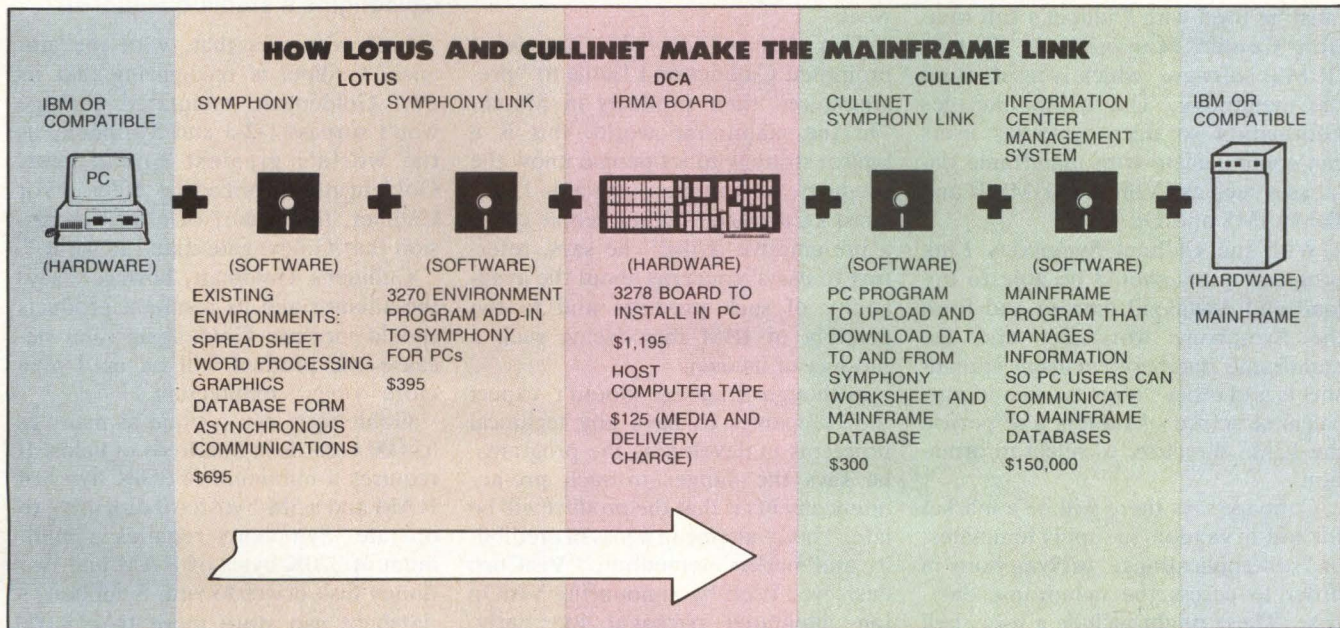 HOW LOTUS AND CULLINET MAKE THE MAINFRAME LINK
LOTUS
DCA
CULLINET
IBM OR
COMPATIBLE
PC
(HARDWARE)
SYMPHONY
(SOFTWARE)
EXISTING
ENVIRONMENTS:
SPREADSHEET
WORD PROCESSING
GRAPHICS
DATABASE FORM
ASYNCHRONOUS
COMMUNICATIONS
$695
SYMPHONY LINK
(SOFTWARE)
3270 ENVIRONMENT
PROGRAM ADD-IN
TO SYMPHONY
FOR PCs
$395
IRMA BOARD
(HARDWARE)
3278 BOARD TO
INSTALL IN PC
$1,195
HOST
COMPUTER TAPE
$125 (MEDIA AND
DELIVERY
CHARGE)
CULLINET
SYMPHONY LINK
(SOFTWARE)
PC PROGRAM
TO UPLOAD AND
DOWNLOAD DATA
TO AND FROM
SYMPHONY
WORKSHEET AND
MAINFRAME
DATABASE
$300
INFORMATION
CENTER
MANAGEMENT
SYSTEM
(SOFTWARE)
MAINFRAME
PROGRAM THAT
MANAGES
INFORMATION
SO PC USERS CAN
COMMUNICATE
TO MAINFRAME
DATABASES
$150,000
IBM OR
COMPATIBLE
(HARDWARE)
MAINFRAME